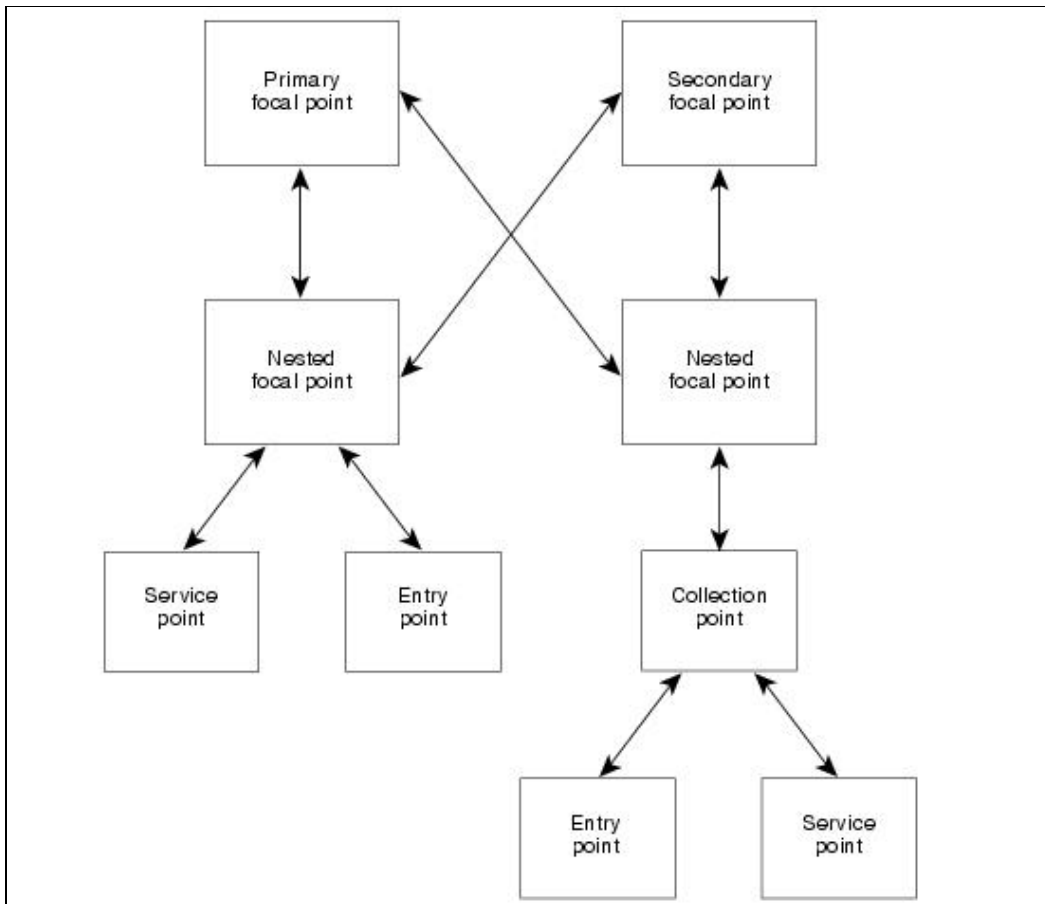 Primary
focal point
Secondary
focal point
Nested
focal point
Nested
focal point
Service
point
Entry
point
Collection
point
Entry
point
Service
point